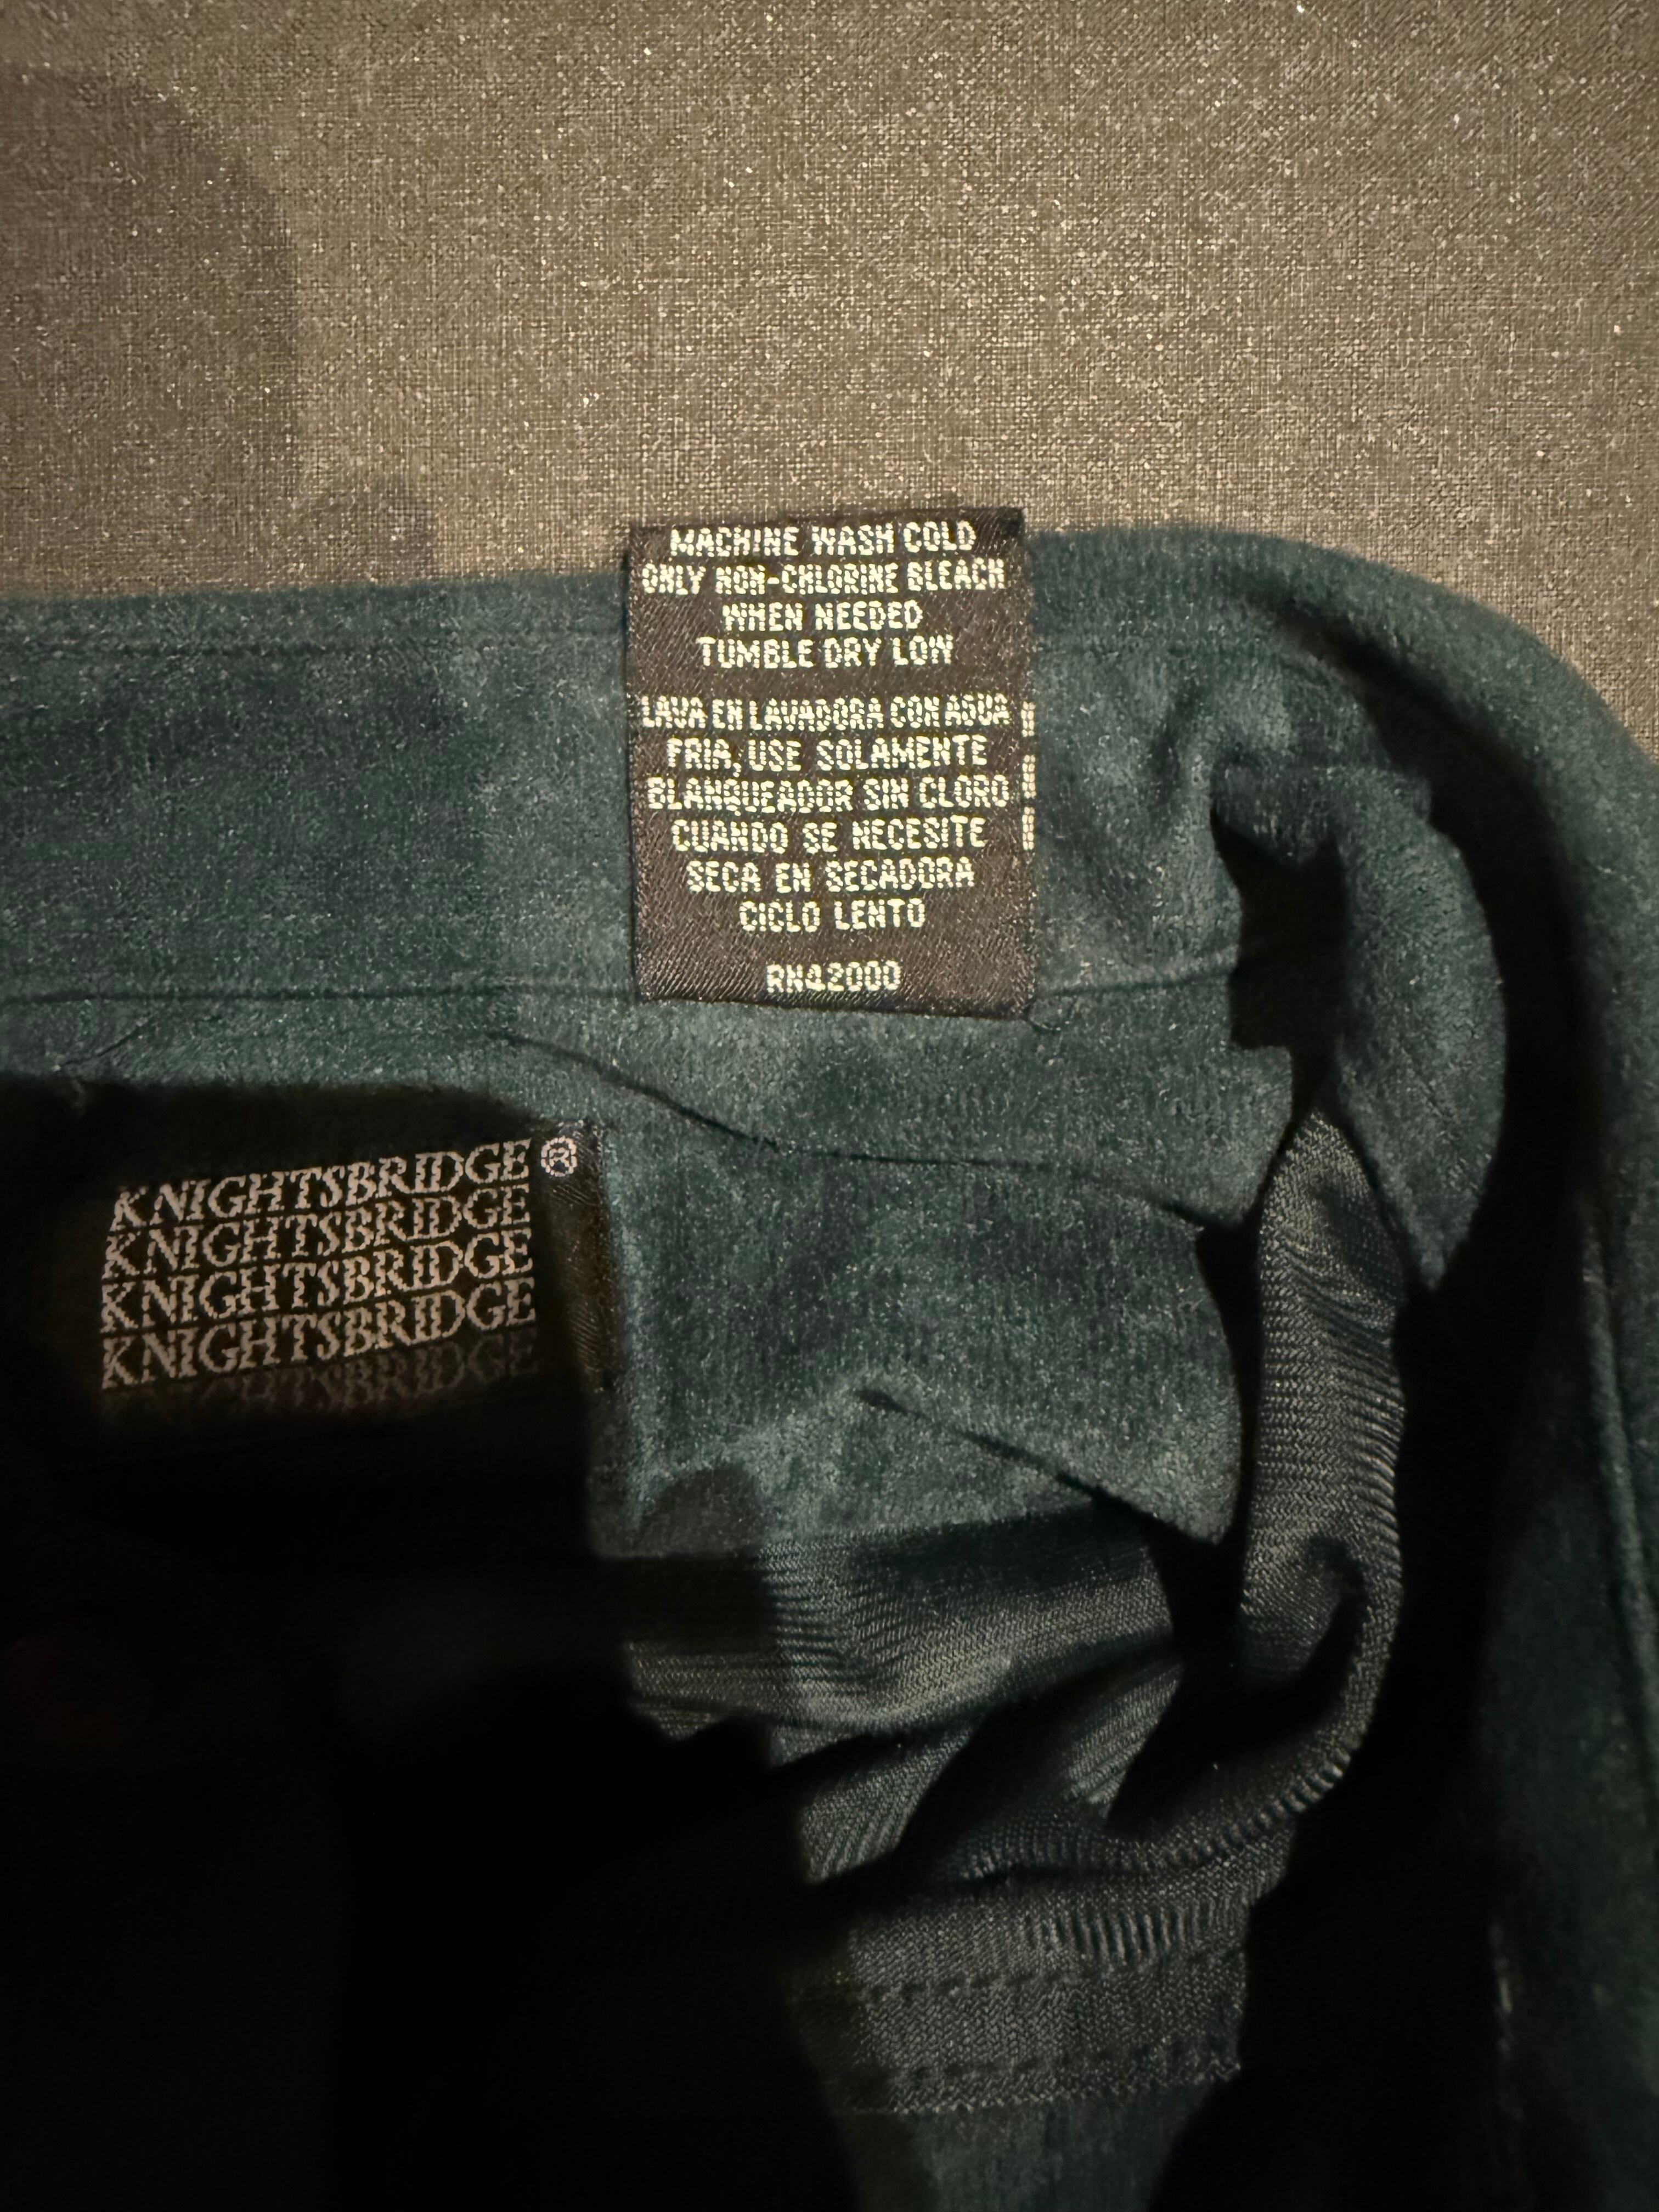 MACHINE WASH COLD
ONLY NON-CHLORINE BLEACH
WHEN NEEDED
TUMBLE DRY LOW
LAVA EN LAVADORA CON AGUA
FRIA, USE SOLAMENTE
BLANQUEADOR SIN CLORO
CUANDO SE NECESITE
SECA EN SECADORA
CICLO LENTO
RN42000
KNIGHTSBRIDGE®
KNIGHTSBRIDGE
KNIGHTSBRIDGE
KNIGHTSBRIDGE